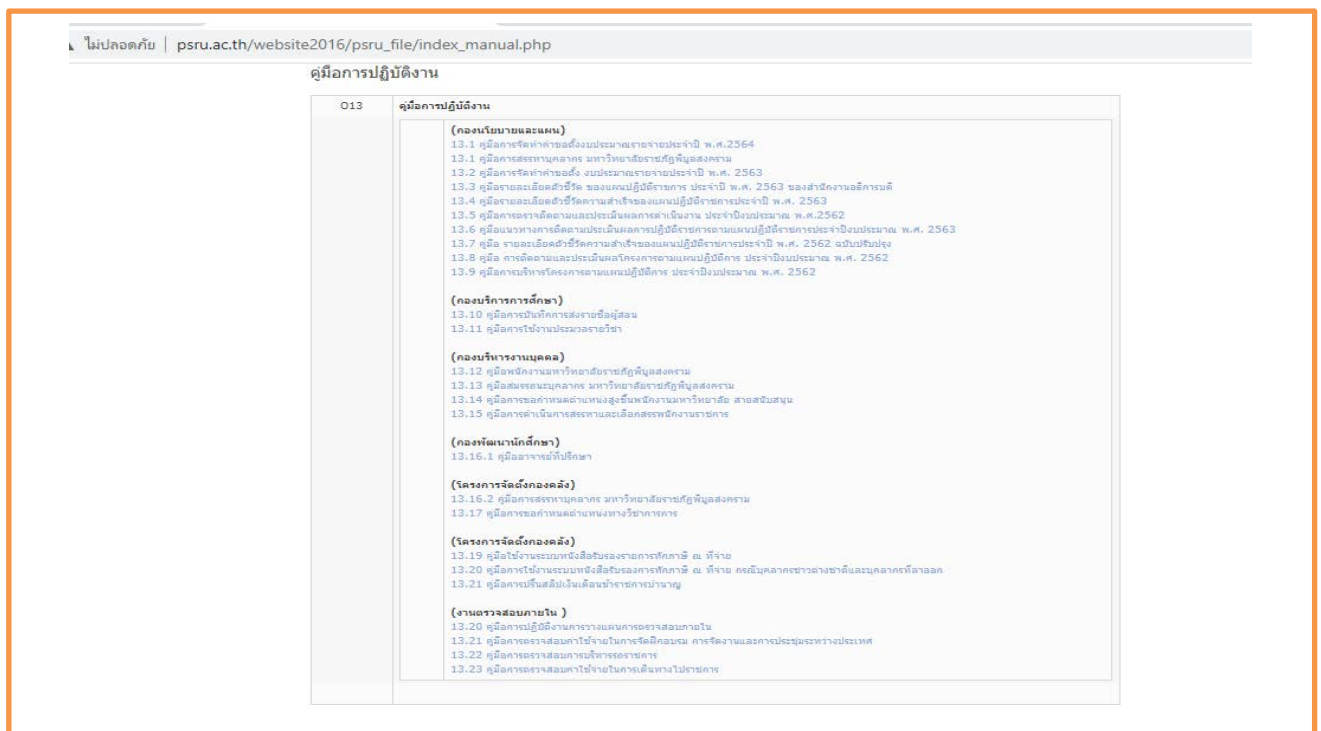 ไม่ปลอดภัย | psru.ac.th/website2016/psru_file/index_manual.php
คู่มือการปฏิบัติงาน
O13 คู่มือการปฏิบัติงาน
(กองนโยบายและแผน)
13.1 คู่มือการจัดทำคำขอตั้งงบประมาณรายจ่ายประจำปี พ.ศ.2564
13.1 คู่มือการสรรหาบุคลากร มหาวิทยาลัยราชภัฏพิบูลสงคราม
13.2 คู่มือการจัดทำคำขอตั้ง งบประมาณรายจ่ายประจำปี พ.ศ. 2563
13.3 คู่มือรายละเอียดตัวชี้วัด ของแผนปฏิบัติราชการ ประจำปี พ.ศ. 2563 ของสำนักงานอธิการบดี
13.4 คู่มือรายละเอียดตัวชี้วัดความสำเร็จของแผนปฏิบัติราชการประจำปี พ.ศ. 2563
13.5 คู่มือการตรวจติดตามและประเมินผลการดำเนินงาน ประจำปีงบประมาณ พ.ศ.2562
13.6 คู่มือแนวทางการติดตามประเมินผลการปฏิบัติราชการตามแผนปฏิบัติราชการประจำปีงบประมาณ พ.ศ. 2563
13.7 คู่มือ รายละเอียดตัวชี้วัดความสำเร็จของแผนปฏิบัติราชการประจำปี พ.ศ. 2562 ฉบับปรับปรุง
13.8 คู่มือ การติดตามและประเมินผลโครงการตามแผนปฏิบัติการ ประจำปีงบประมาณ พ.ศ. 2562
13.9 คู่มือการบริหารโครงการตามแผนปฏิบัติการ ประจำปีงบประมาณ พ.ศ. 2562
(กองบริการการศึกษา)
13.10 คู่มือการบันทึกการส่งรายชื่อผู้สอน
13.11 คู่มือการใช้งานประมวลรายวิชา
(กองบริหารงานบุคคล)
13.12 คู่มือพนักงานมหาวิทยาลัยราชภัฏพิบูลสงคราม
13.13 คู่มือสมรรถนะบุคลากร มหาวิทยาลัยราชภัฏพิบูลสงคราม
13.14 คู่มือการขอกำหนดตำแหน่งสูงขึ้นพนักงานมหาวิทยาลัย สายสนับสนุน
13.15 คู่มือการดำเนินการสรรหาและเลือกสรรพนักงานราชการ
(กองพัฒนานักศึกษา)
13.16.1 คู่มืออาจารย์ที่ปรึกษา
(โครงการจัดตั้งกองคลัง)
13.16.2 คู่มือการสรรหาบุคลากร มหาวิทยาลัยราชภัฏพิบูลสงคราม
13.17 คู่มือการขอกำหนดตำแหน่งทางวิชาการการ
(โครงการจัดตั้งกองคลัง)
13.19 คู่มือใช้งานระบบหนังสือรับรองรายการหักภาษี ณ ที่จ่าย
13.20 คู่มือการใช้งานระบบหนังสือรับรองการหักภาษี ณ ที่จ่าย กรณีบุคลากรชาวต่างชาติและบุคลากรที่ลาออก
13.21 คู่มือการปริ้นสลิปเงินเดือนข้าราชการบำนาญ
(งานตรวจสอบภายใน )
13.20 คู่มือการปฏิบัติงานการวางแผนการตรวจสอบภายใน
13.21 คู่มือการตรวจสอบค่าใช้จ่ายในการจัดฝึกอบรม การจัดงานและการประชุมระหว่างประเทศ
13.22 คู่มือการตรวจสอบการบริหารรถราชการ
13.23 คู่มือการตรวจสอบค่าใช้จ่ายในการเดินทางไปราชการ